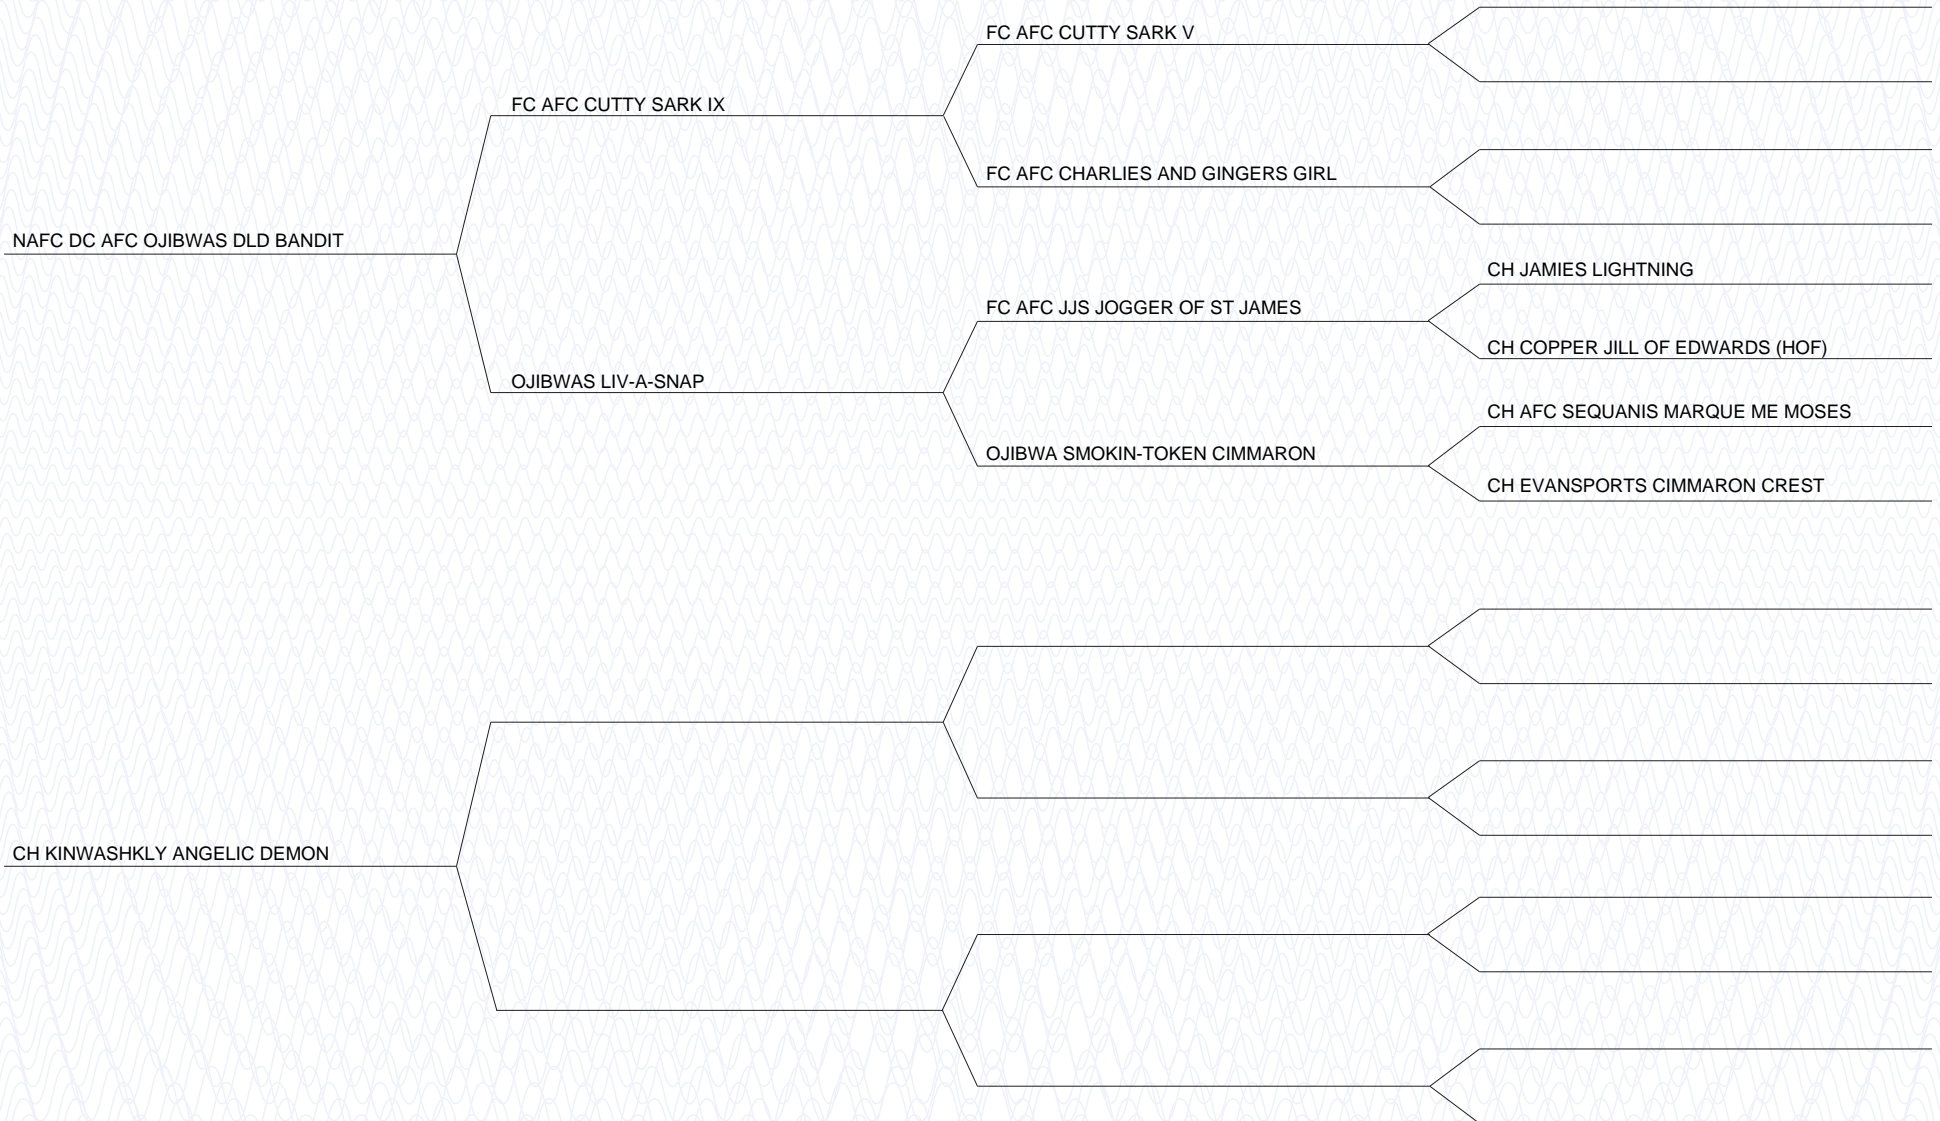 FC AFC CUTTY SARK V
FC AFC CUTTY SARK IX
FC AFC CHARLIES AND GINGERS GIRL
NAFC DC AFC OJIBWAS DLD BANDIT
CH JAMIES LIGHTNING
FC AFC JJS JOGGER OF ST JAMES
CH COPPER JILL OF EDWARDS (HOF)
OJIBWAS LIV-A-SNAP
CH AFC SEQUANIS MARQUE ME MOSES
OJIBWA SMOKIN-TOKEN CIMMARON
CH EVANSPORTS CIMMARON CREST
CH KINWASHKLY ANGELIC DEMON